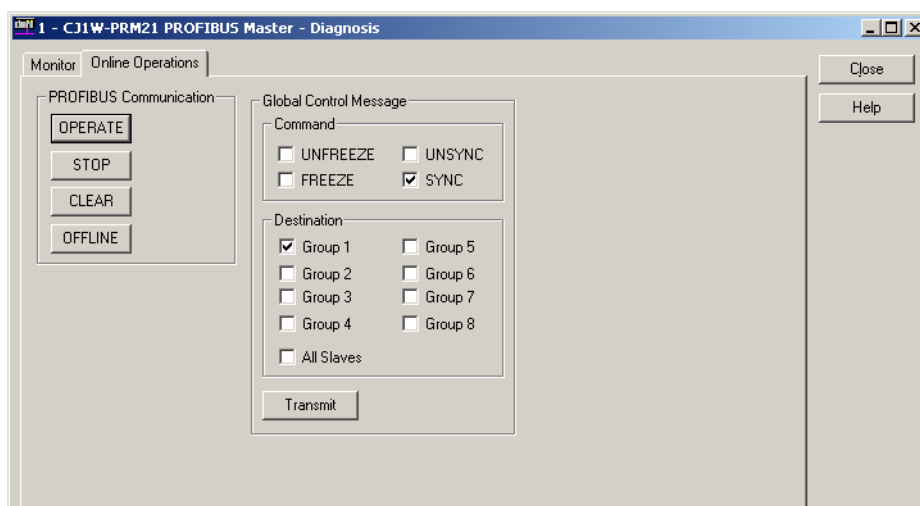 1 - CJ1W-PRM21 PROFIBUS Master - Diagnosis
Monitor Online Operations
Close
Help
PROFIBUS Communication
OPERATE
STOP
CLEAR
OFFLINE
Global Control Message
Command
UNFREEZE UNSYNC
FREEZE SYNC
Destination
Group 1 Group 5
Group 2 Group 6
Group 3 Group 7
Group 4 Group 8
All Slaves
Transmit